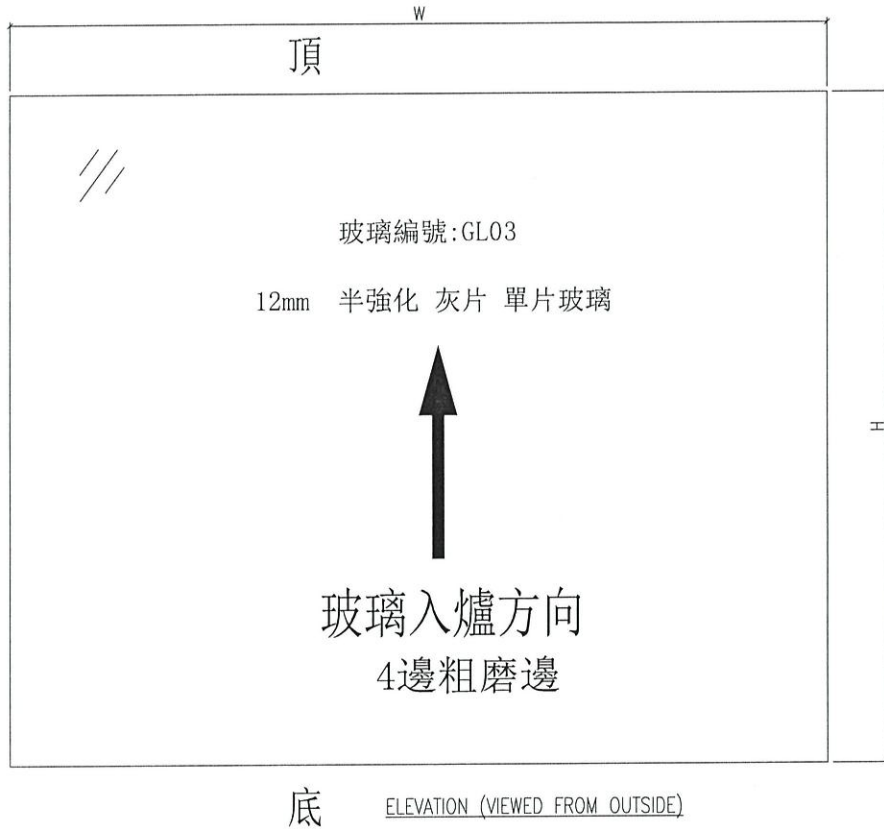 W
頂
玻璃編號:GL03
12mm 半強化 灰片 單片玻璃
H
玻璃入爐方向
4邊粗磨邊
底
ELEVATION (VIEWED FROM OUTSIDE)